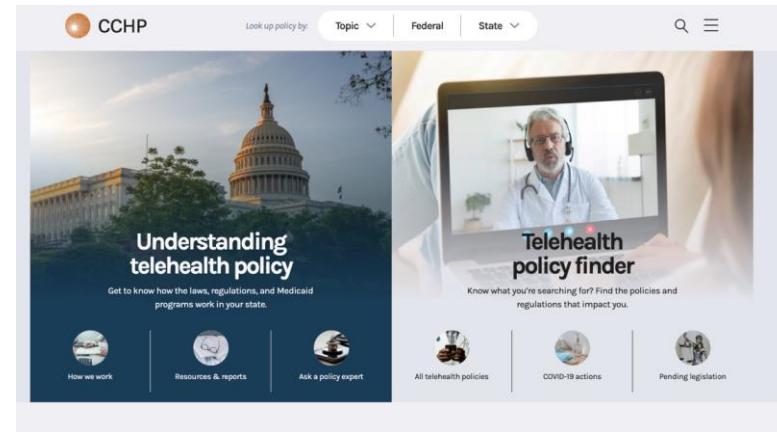 CCHP
Look up policy by:
Topic
Federal
State
Understanding
telehealth policy
Get to know how the laws, regulations, and Medicaid
programs work in your state.
How we work
Resources & reports
Ask a policy expert
Telehealth
policy finder
Know what you're searching for? Find the policies and
regulations that impact you.
All telehealth policies
COVID-19 actions
Pending legislation